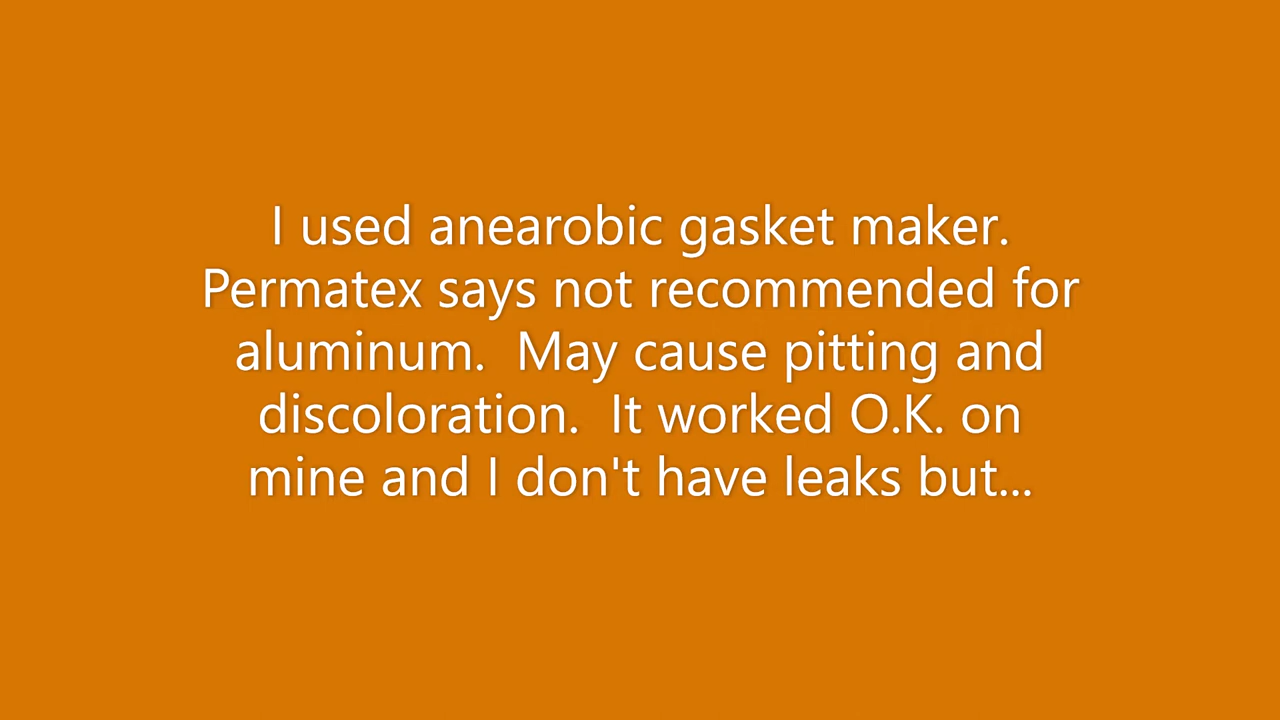 I used anearobic gasket maker.
Permatex says not recommended for
aluminum.  May cause pitting and
discoloration.  It worked O.K. on
mine and I don't have leaks but...